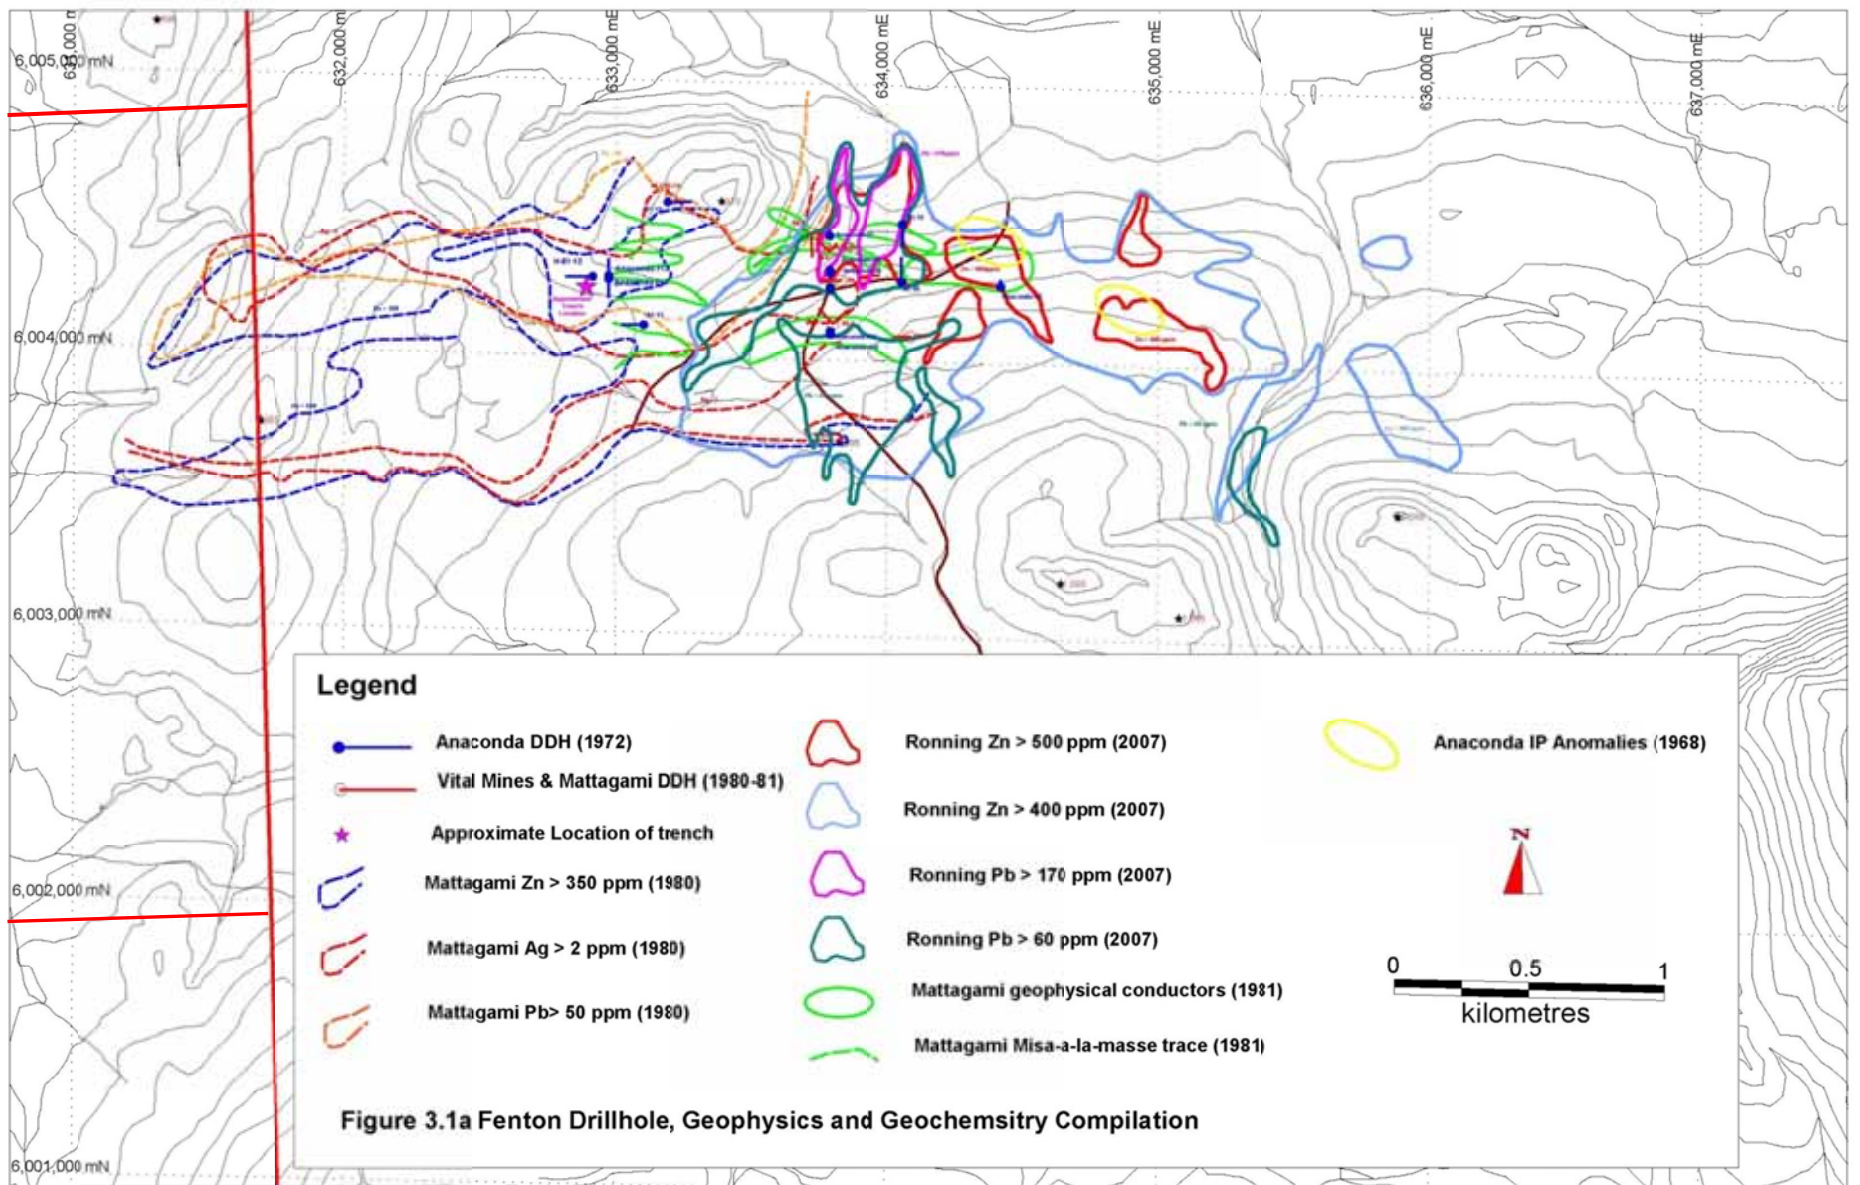 6,005,000 mN
632,000 m
633,000 mE
634,000 mE
635,000 mE
636,000 mE
637,000 mE
6,004,000 mN
6,003,000 mN
6,002,000 mN
6,001,000 mN
Legend
Anaconda DDH (1972)
Vital Mines & Mattagami DDH (1980-81)
Approximate Location of trench
Mattagami Zn > 350 ppm (1980)
Mattagami Ag > 2 ppm (1980)
Mattagami Pb> 50 ppm (1980)
Ronning Zn > 500 ppm (2007)
Ronning Zn > 400 ppm (2007)
Ronning Pb > 170 ppm (2007)
Ronning Pb > 60 ppm (2007)
Mattagami geophysical conductors (1981)
Mattagami Misa-a-la-masse trace (1981)
Anaconda IP Anomalies (1968)
N
0 0.5 1
kilometres
Figure 3.1a Fenton Drillhole, Geophysics and Geochemsitry Compilation